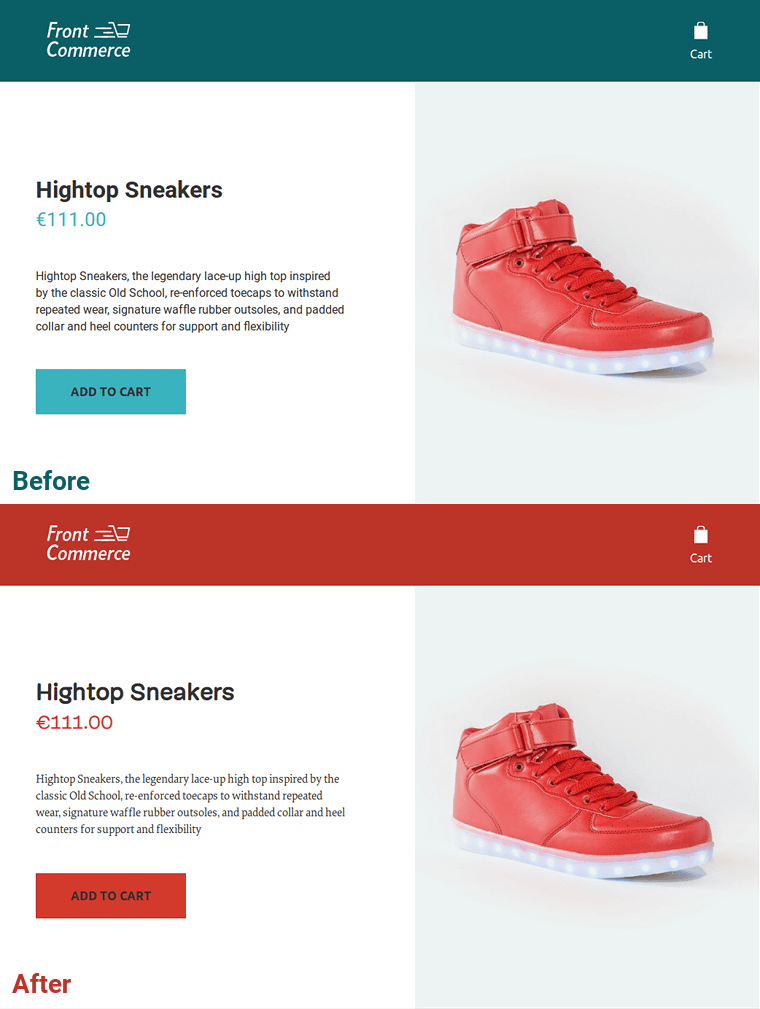 Front
Commerce
Cart
Hightop Sneakers
€111.00
Hightop Sneakers, the legendary lace-up high top inspired
by the classic Old School, re-enforced toecaps to withstand
repeated wear, signature waffle rubber outsoles, and padded
collar and heel counters for support and flexibility
ADD TO CART
Before
Front
Commerce
Cart
Hightop Sneakers
€111.00
Hightop Sneakers, the legendary lace-up high top inspired by the
classic Old School, re-enforced toecaps to withstand repeated
wear, signature waffle rubber outsoles, and padded collar and heel
counters for support and flexibility
ADD TO CART
After